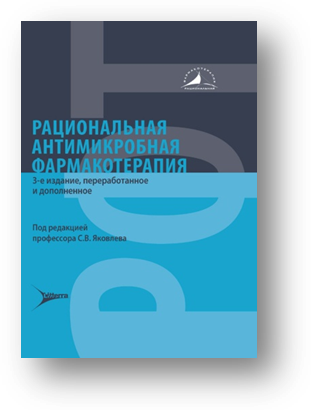 РАЦИОНАЛЬНАЯ
АНТИМИКРОБНАЯ
ФАРМАКОТЕРАПИЯ
3-е издание, переработанное
и дополненное
Под редакцией
профессора С.В. Яковлева